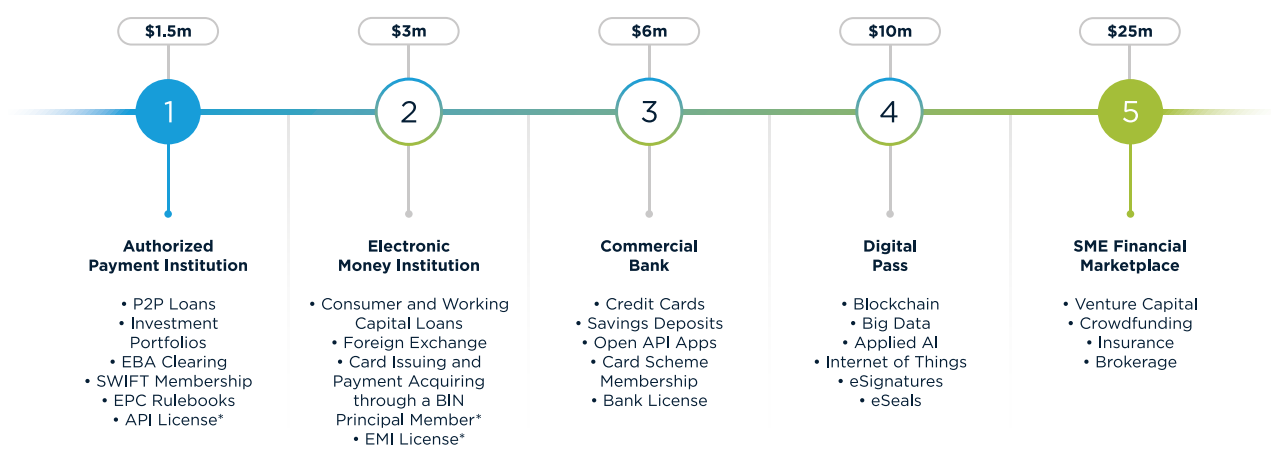 $1.5m
$3m
$6m
$10m
$25m
1
2
3
4
5
Authorized
Payment Institution
• P2P Loans
• Investment
Portfolios
• EBA Clearing
• SWIFT Membership
• EPC Rulebooks
• API License*
Electronic
Money Institution
• Consumer and Working
Capital Loans
• Foreign Exchange
• Card Issuing and
Payment Acquiring
through a BIN
Principal Member*
• EMI License*
Commercial
Bank
• Credit Cards
• Savings Deposits
• Open API Apps
• Card Scheme
Membership
• Bank License
Digital
Pass
• Blockchain
• Big Data
• Applied AI
• Internet of Things
• eSignatures
• eSeals
SME Financial
Marketplace
• Venture Capital
• Crowdfunding
• Insurance
• Brokerage